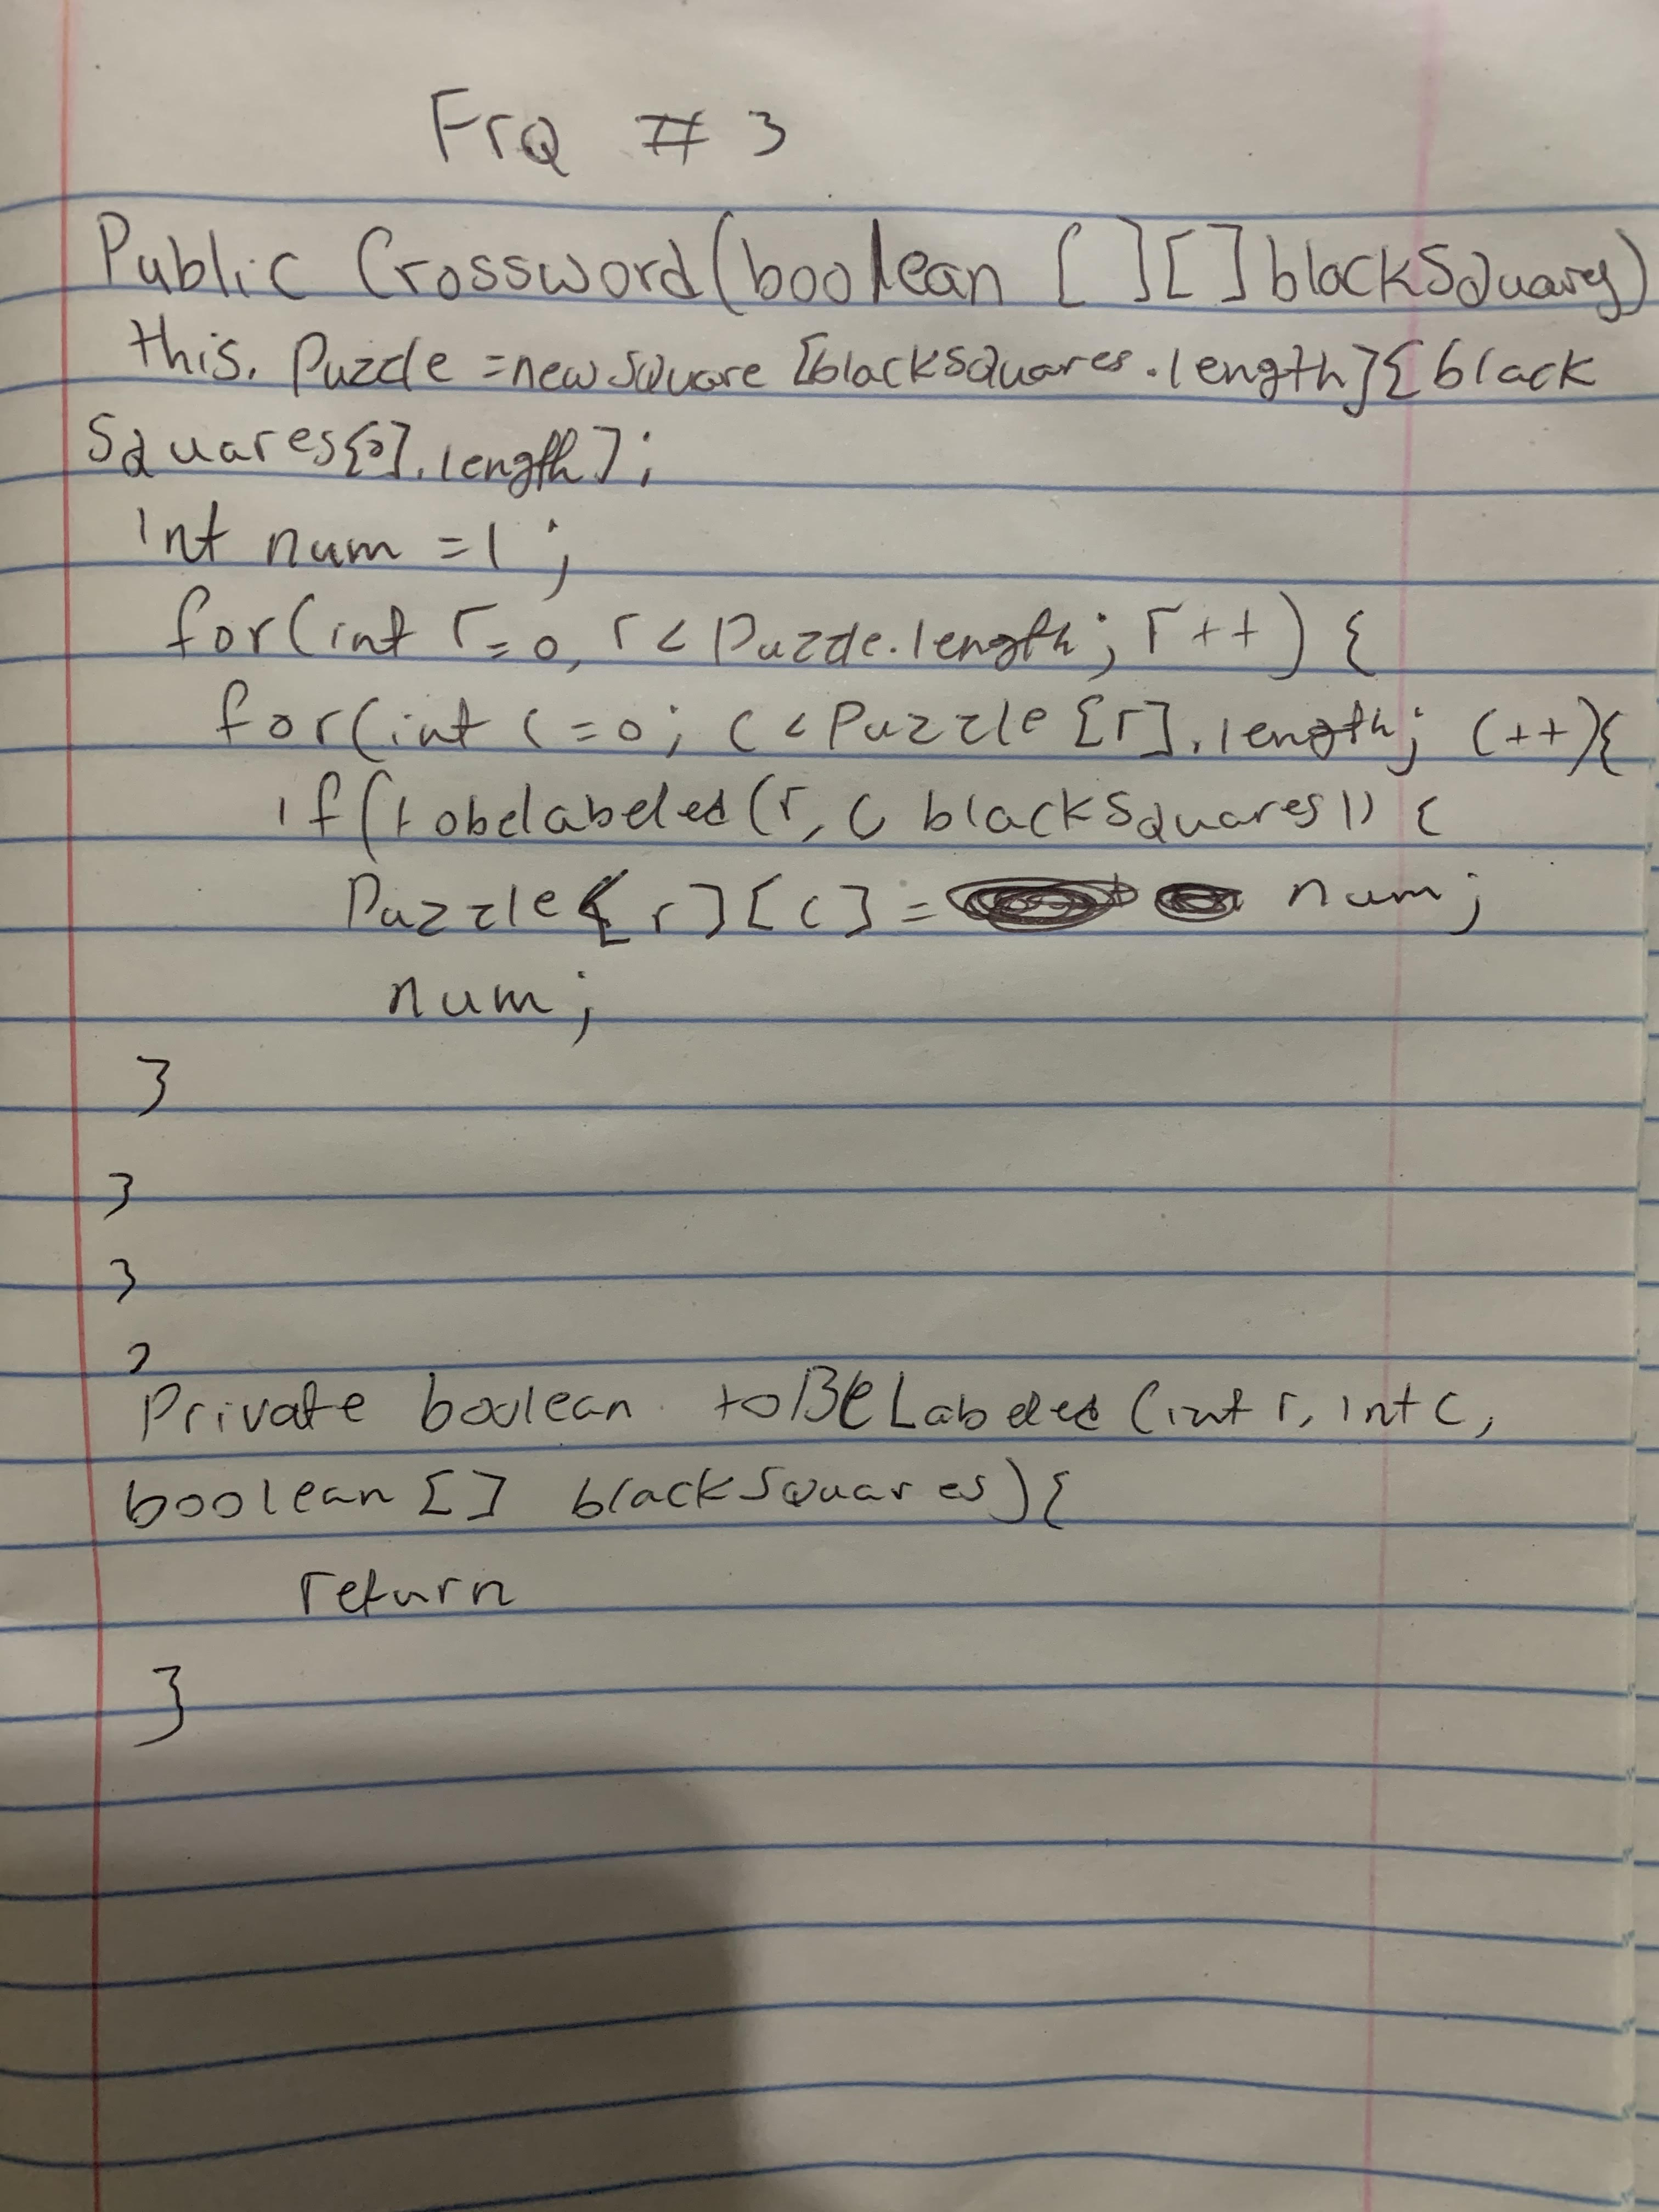 FrQ # 3
Public Crossword(boolean [ ][ ] blackSquares)
this. Puzzle = new Square [blackSquares.length]{black
Squares[0].length];
int num = 1;
for(int r=0, r < Puzzle.length; r++) {
for(int c=0; c < Puzzle [r].length; c++){
if(tobelabeled(r, c blackSquares)) {
Puzzle[r][c] = num;
num;
}
}
}
}
Private boolean toBeLabeled (int r, int c,
boolean [] blackSquares){
return
}